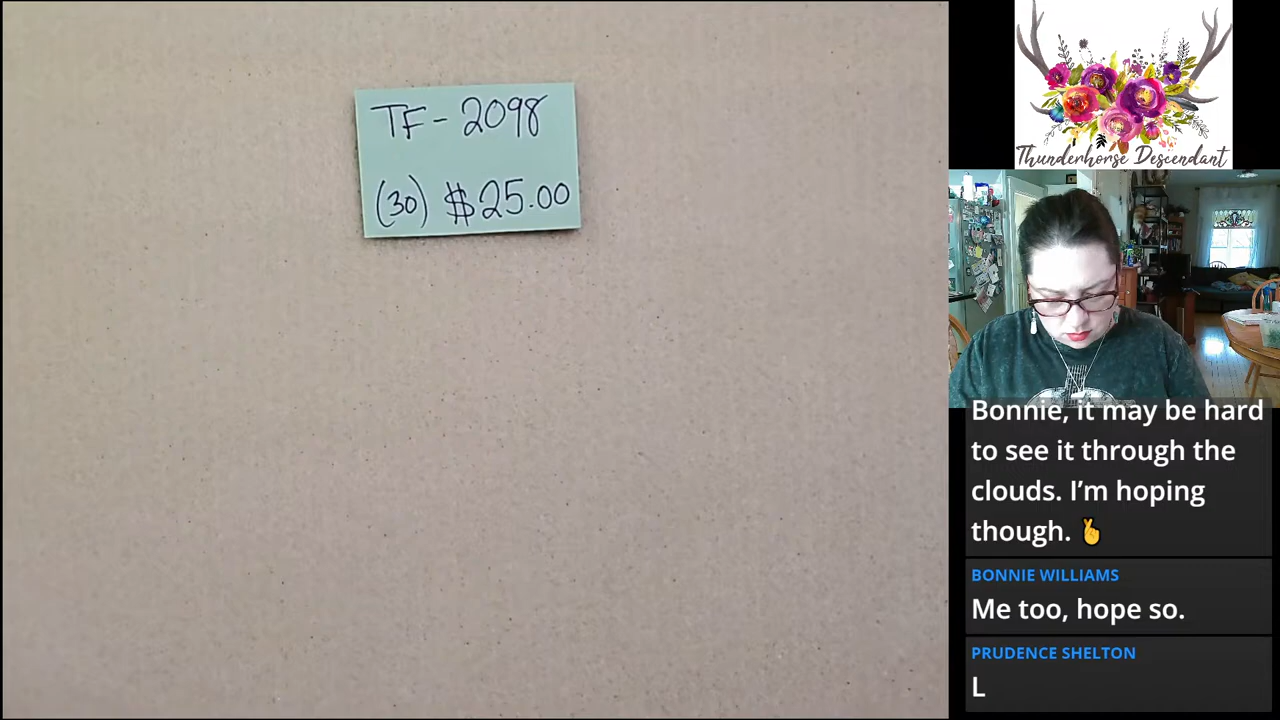 TF - 2098
(30) $25.00
Thunderhorse Descendant
Bonnie, it may be hard
to see it through the
clouds. I’m hoping
though. 🤞
BONNIE WILLIAMS
Me too, hope so.
PRUDENCE SHELTON
L